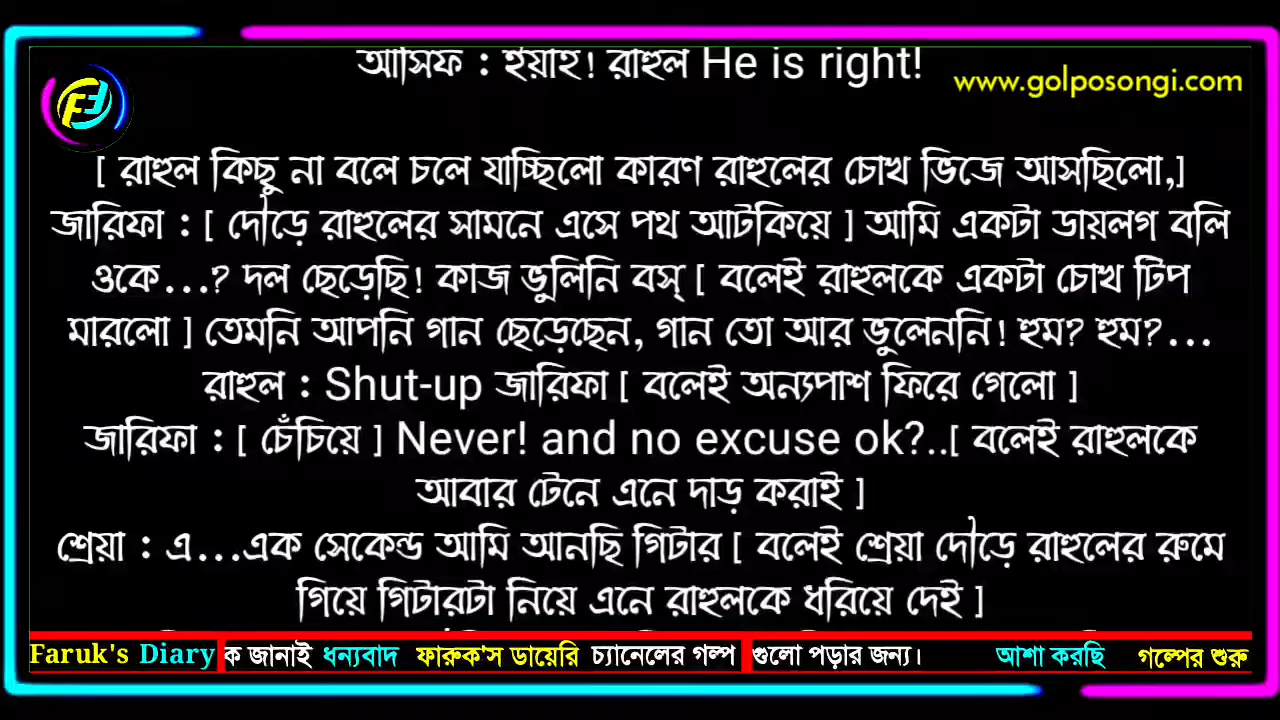 আসিফ : ইয়াহ! রাহুল He is right!
www.golposongi.com
[ রাহুল কিছু না বলে চলে যাচ্ছিলো কারণ রাহুলের চোখ ভিজে আসছিলো,]
জারিফা : [ দৌড়ে রাহুলের সামনে এসে পথ আটকিয়ে ] আমি একটা ডায়লগ বলি
ওকে...? দল ছেড়েছি! কাজ ভুলিনি বস্ [ বলেই রাহুলকে একটা চোখ টিপ
মারলো ] তেমনি আপনি গান ছেড়েছেন, গান তো আর ভুলেননি! হুম? হুম?...
রাহুল : Shut-up জারিফা [ বলেই অন্যপাশ ফিরে গেলো ]
জারিফা : [ চেঁচিয়ে ] Never! and no excuse ok?..[ বলেই রাহুলকে
আবার টেনে এনে দাড় করাই ]
শ্রেয়া : এ...এক সেকেন্ড আমি আনছি গিটার [ বলেই শ্রেয়া দৌড়ে রাহুলের রুমে
গিয়ে গিটারটা নিয়ে এনে রাহুলকে ধরিয়ে দেই ]
Faruk's Diary ক জানাই ধন্যবাদ ফারুক'স ডায়েরি চ্যানেলের গল্প গুলো পড়ার জন্য। আশা করছি গল্পের শুরু